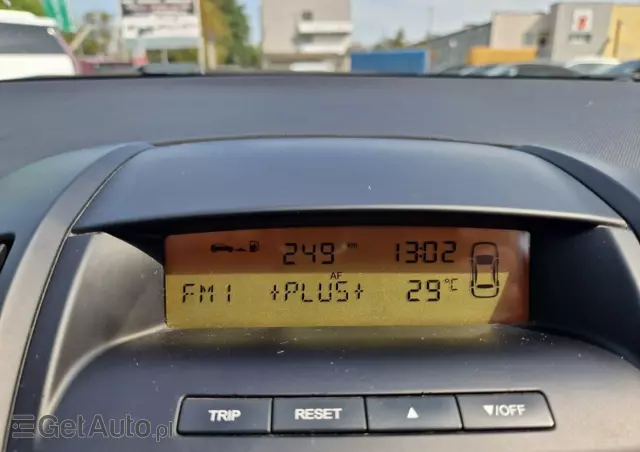 249 km 13:02
AF
FM1 +PLUS+ 29°C
TRIP RESET ▲ ▼/OFF
GetAuto.pl